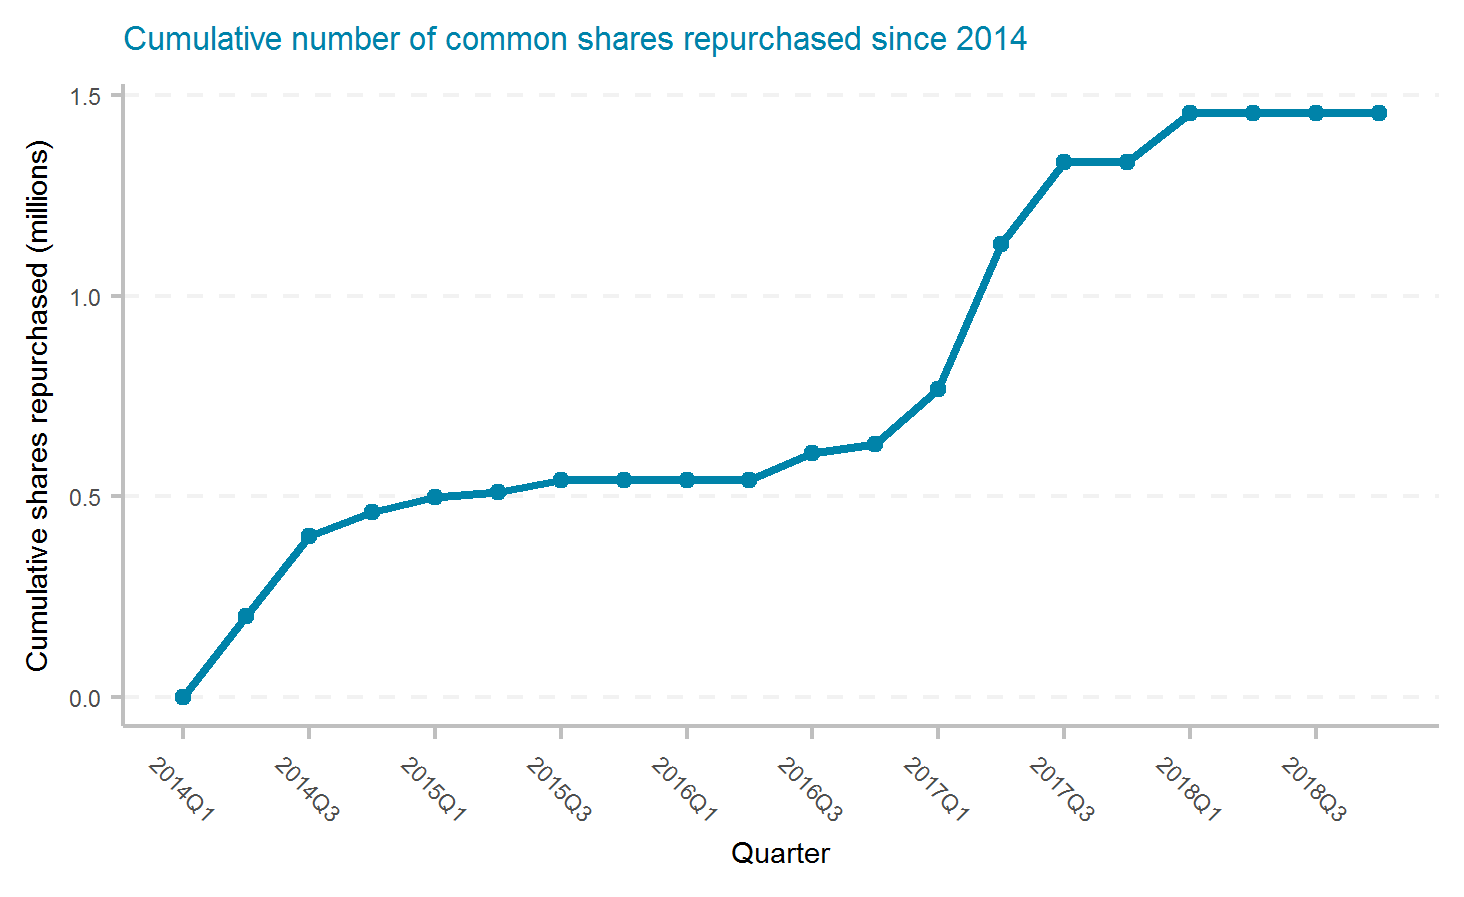 Cumulative number of common shares repurchased since 2014
Cumulative shares repurchased (millions)
1.5
1.0
0.5
0.0
2014Q1
2014Q3
2015Q1
2015Q3
2016Q1
2016Q3
2017Q1
2017Q3
2018Q1
2018Q3
Quarter